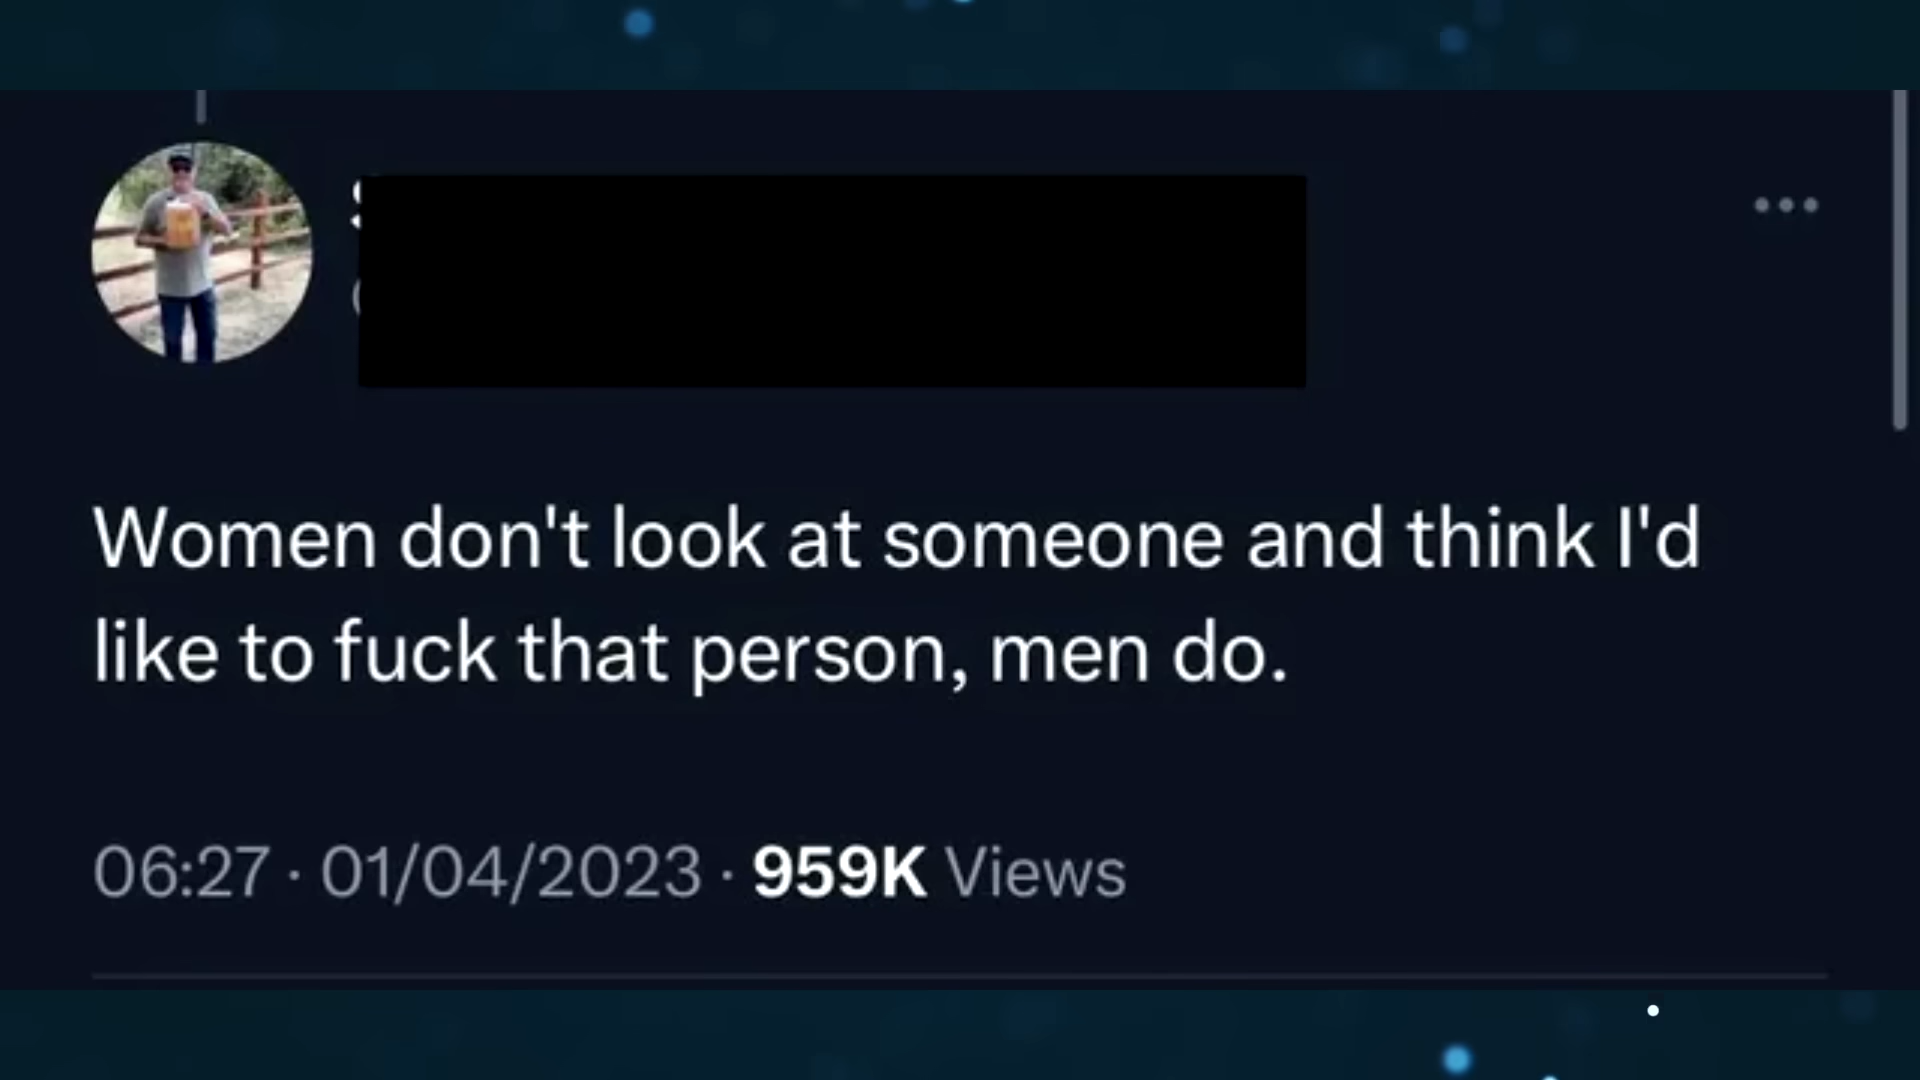 Women don't look at someone and think I'd
like to fuck that person, men do.
06:27 · 01/04/2023 · 959K Views